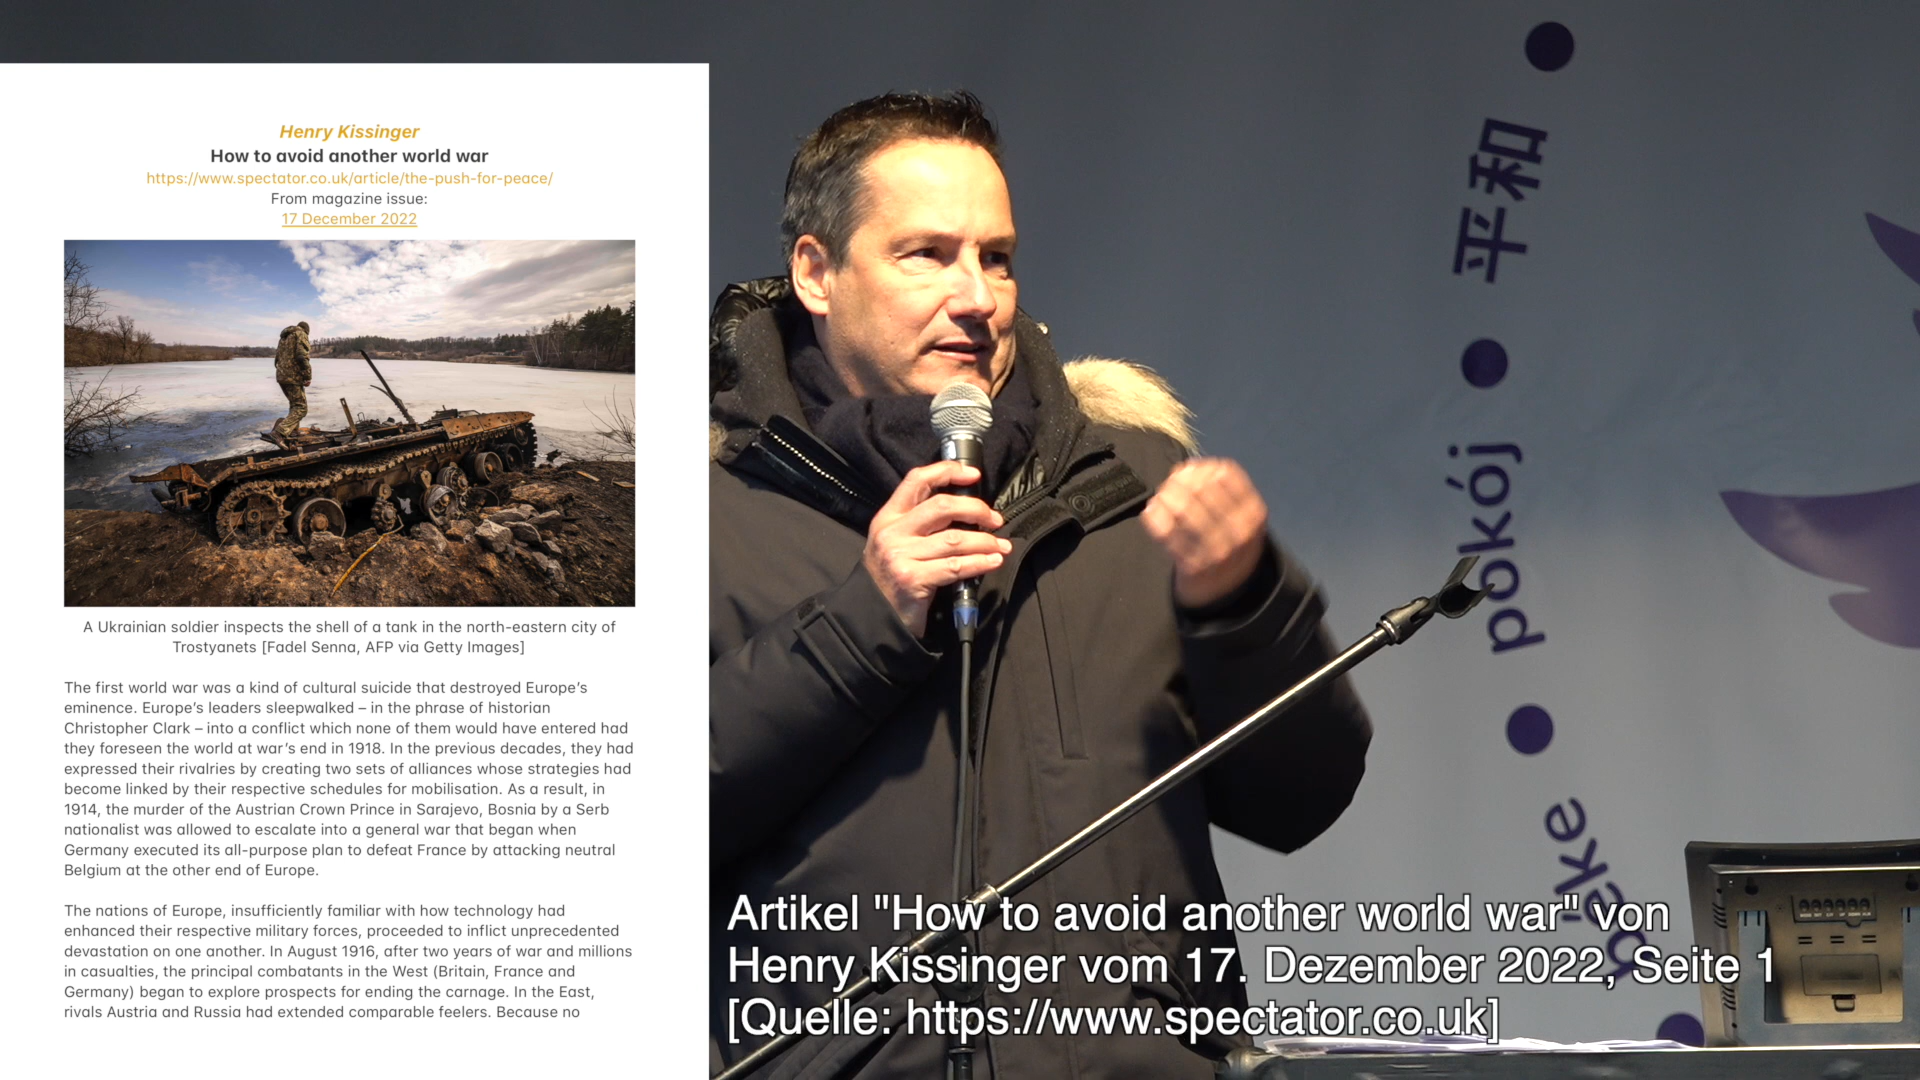 Henry Kissinger
How to avoid another world war
https://www.spectator.co.uk/article/the-push-for-peace/
From magazine issue:
17 December 2022
A Ukrainian soldier inspects the shell of a tank in the north-eastern city of
Trostyanets [Fadel Senna, AFP via Getty Images]
The first world war was a kind of cultural suicide that destroyed Europe’s
eminence. Europe’s leaders sleepwalked – in the phrase of historian
Christopher Clark – into a conflict which none of them would have entered had
they foreseen the world at war’s end in 1918. In the previous decades, they had
expressed their rivalries by creating two sets of alliances whose strategies had
become linked by their respective schedules for mobilisation. As a result, in
1914, the murder of the Austrian Crown Prince in Sarajevo, Bosnia by a Serb
nationalist was allowed to escalate into a general war that began when
Germany executed its all-purpose plan to defeat France by attacking neutral
Belgium at the other end of Europe.
The nations of Europe, insufficiently familiar with how technology had
enhanced their respective military forces, proceeded to inflict unprecedented
devastation on one another. In August 1916, after two years of war and millions
in casualties, the principal combatants in the West (Britain, France and
Germany) began to explore prospects for ending the carnage. In the East,
rivals Austria and Russia had extended comparable feelers. Because no
平和
pokój
Artikel "How to avoid another world war" von
Henry Kissinger vom 17. Dezember 2022, Seite 1
[Quelle: https://www.spectator.co.uk]